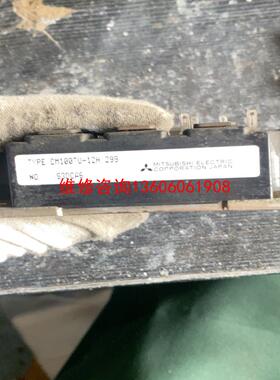 TYPE CM100TU-12H 299
MITSUBISHI ELECTRIC
CORPORATION JAPAN
NO.
维修咨询13606061908